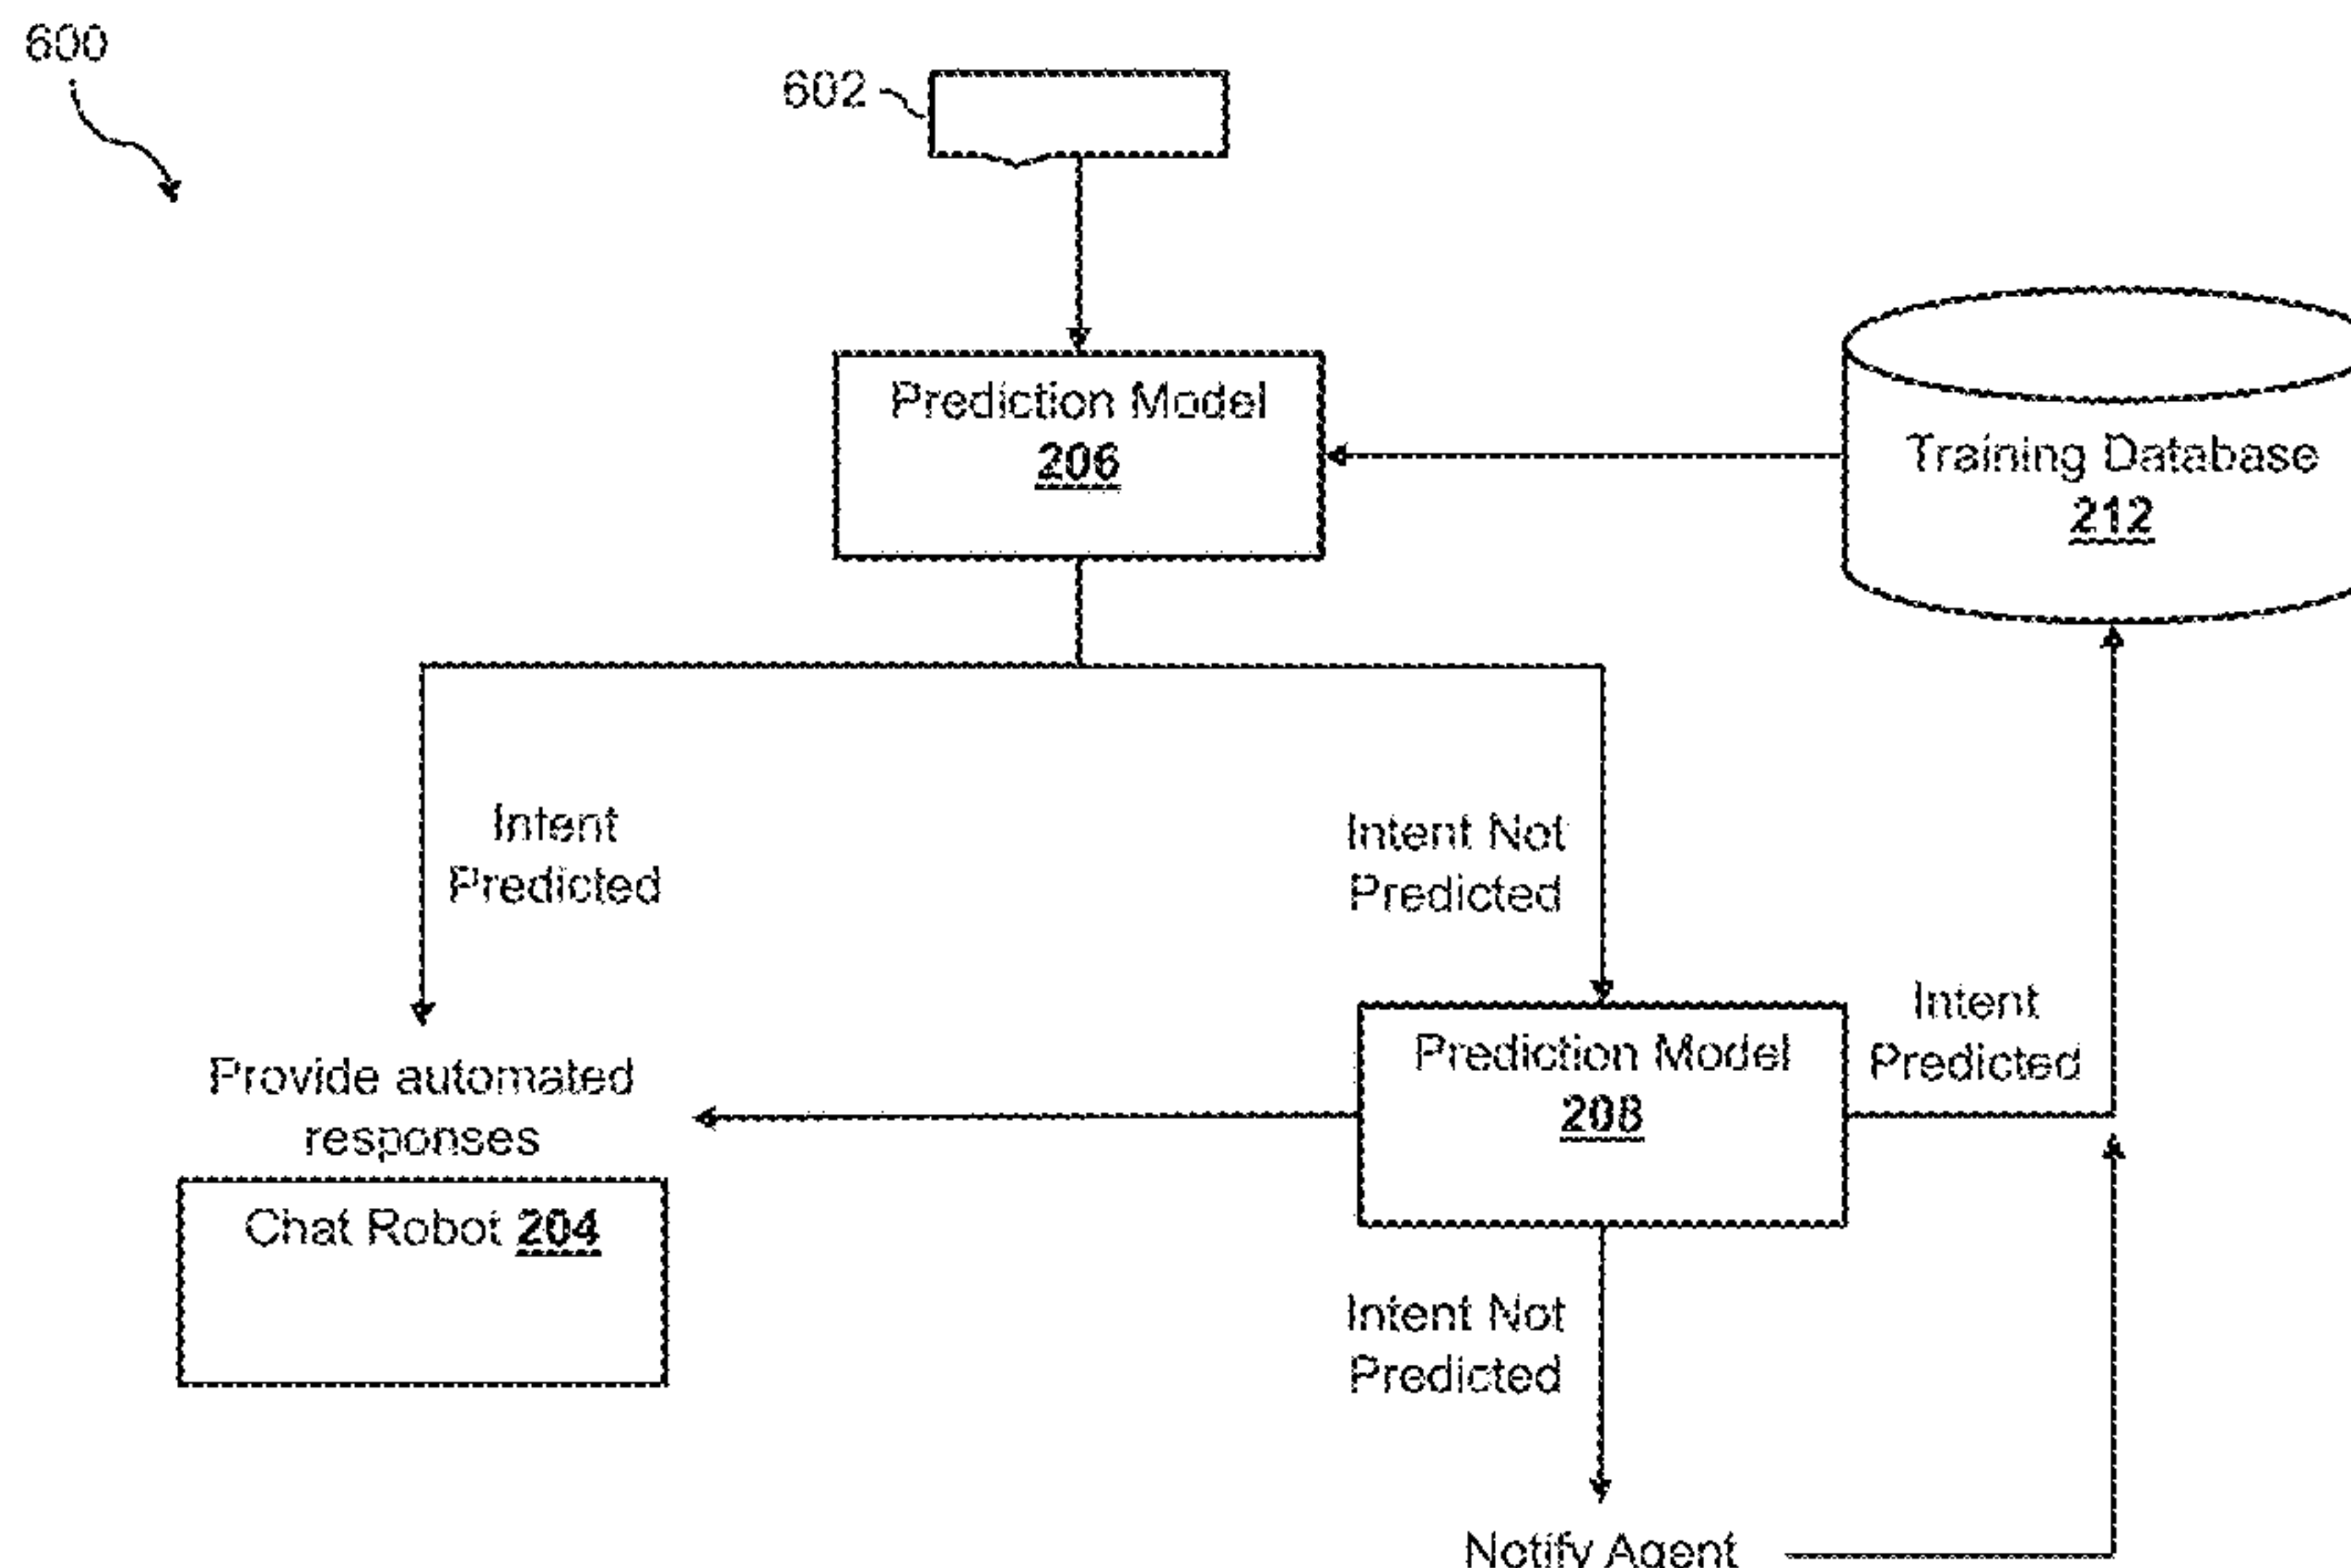 600
602
Prediction Model
206
Training Database
212
Intent
Predicted
Intent Not
Predicted
Intent
Predicted
Provide automated
responses
Prediction Model
208
Chat Robot 204
Intent Not
Predicted
Notify Agent